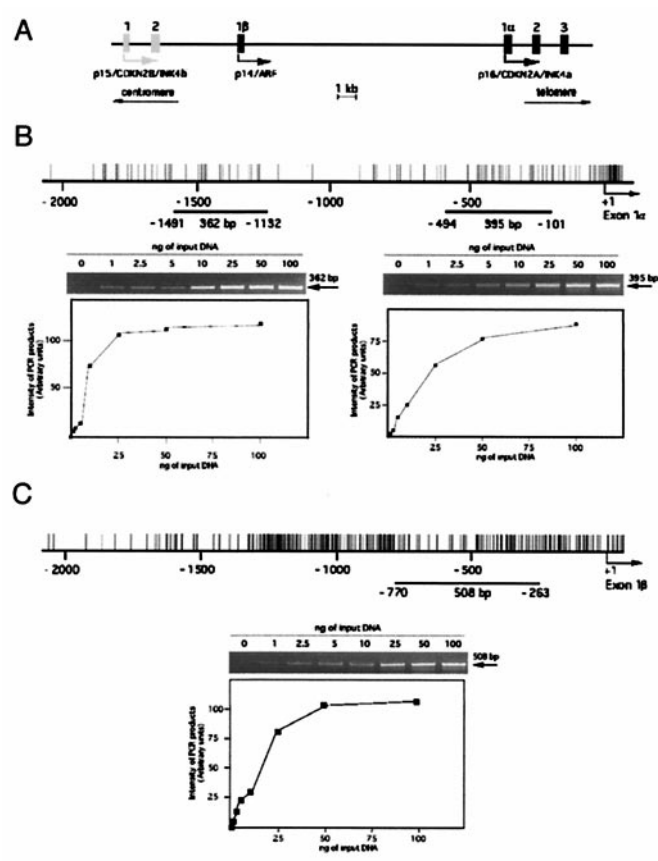 A
1 2 1β 1α 2 3
p15/CDKN2B/INK4b p14/ARF p16/CDKN2A/INK4a
centromere 1 kb telomere
B
-2000 -1500 -1000 -500 +1
Exon 1α
-1491 362 bp -1132 -494 395 bp -101
ng of input DNA
0 1 2.5 5 10 25 50 100
362 bp
Intensity of PCR products
(Arbitrary units)
100
50
25 50 75 100
ng of input DNA
ng of input DNA
0 1 2.5 5 10 25 50 100
395 bp
Intensity of PCR products
(Arbitrary units)
75
50
25
25 50 75 100
ng of input DNA
C
-2000 -1500 -1000 -500 +1
Exon 1β
-770 508 bp -263
ng of input DNA
0 1 2.5 5 10 25 50 100
508 bp
Intensity of PCR products
(Arbitrary units)
100
75
50
25
25 50 75 100
ng of input DNA